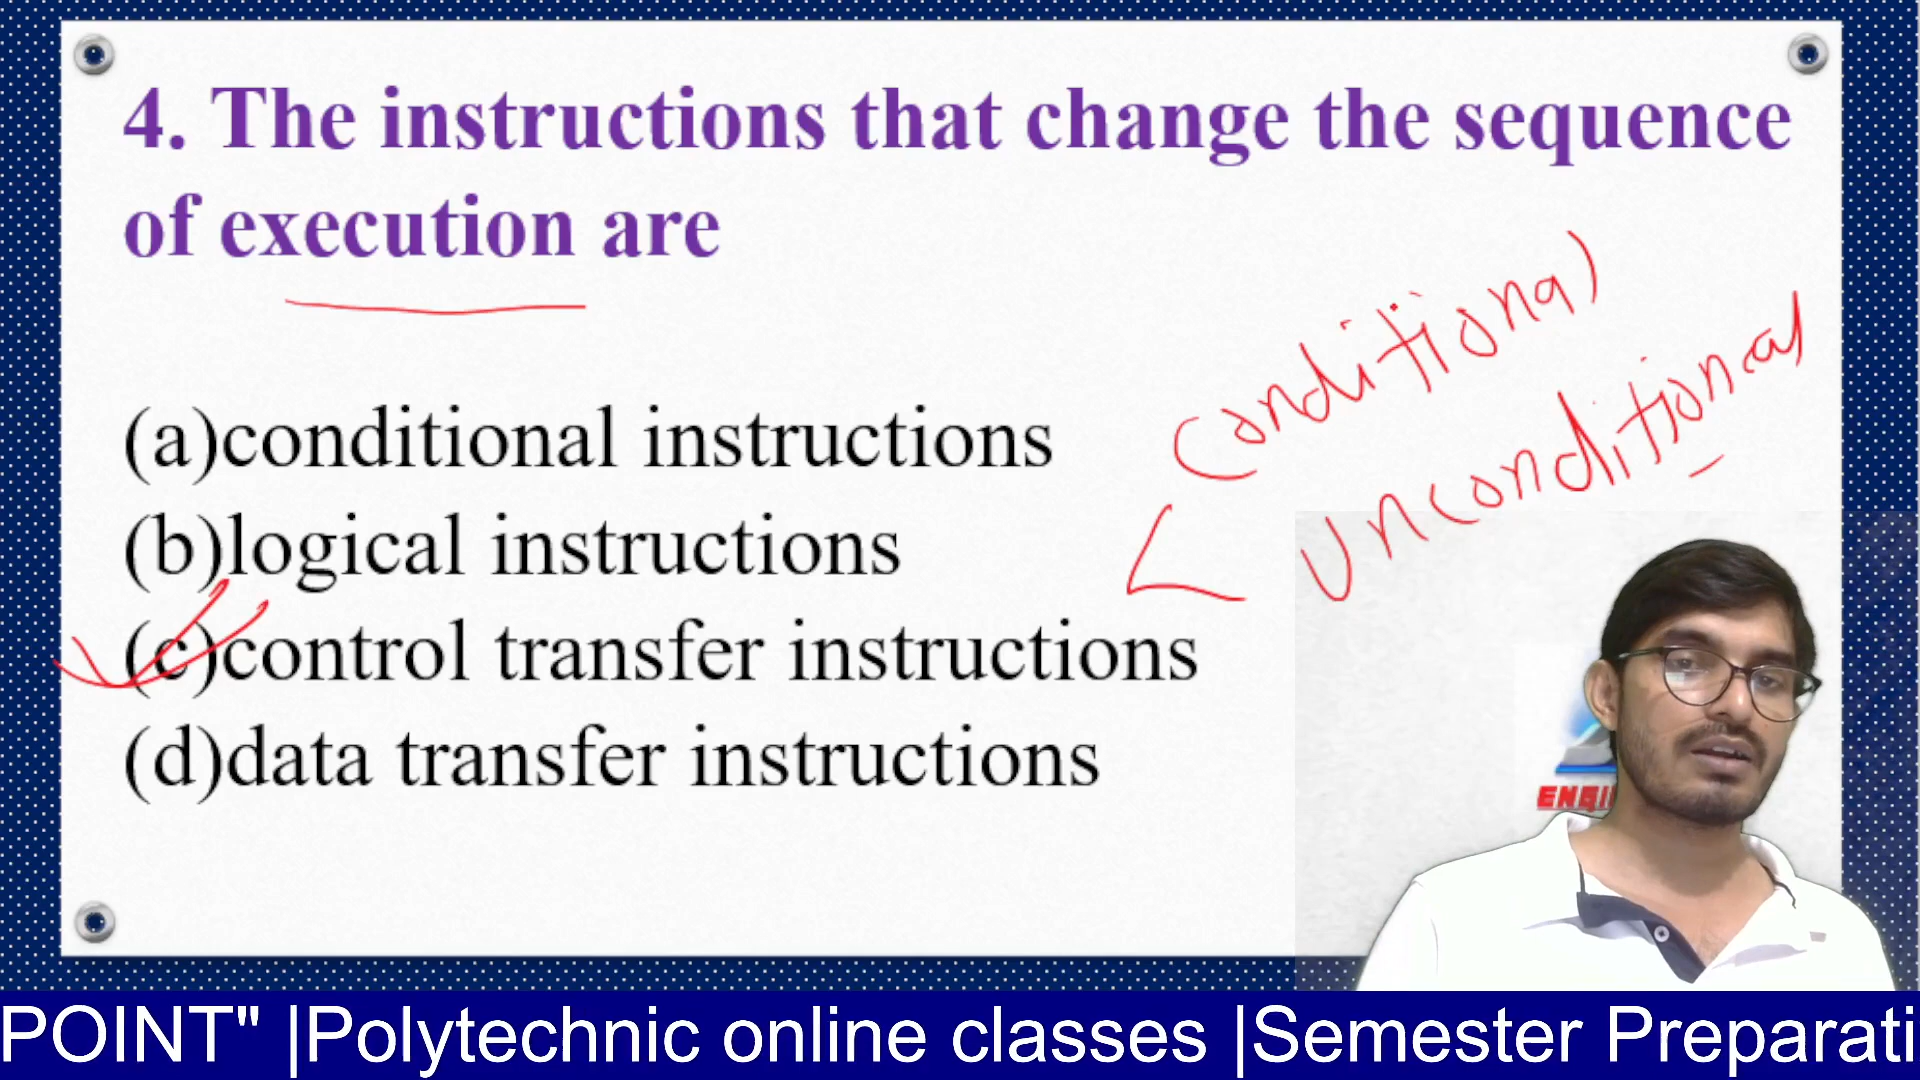 4. The instructions that change the sequence
of execution are
conditional
unconditional
(a)conditional instructions
(b)logical instructions
(c)control transfer instructions
(d)data transfer instructions
POINT" |Polytechnic online classes |Semester Preparati